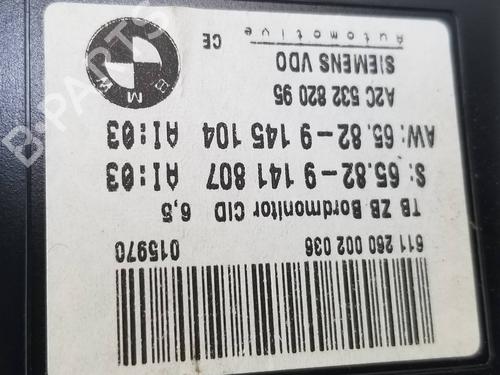 611 260 002 036 015970
TB ZB Bordmonitor CID 6,5
S: 65.82-9 141 807 AI:03
AW: 65.82-9 145 104 AI:03
A2C 532 820 95
SIEMENS VDO
Automotive CE
BMW
B-PARTS